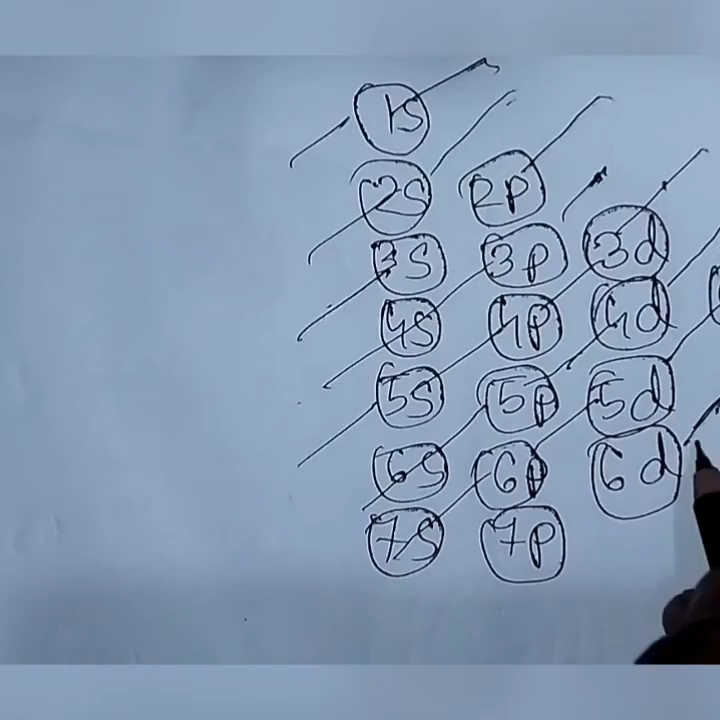 1s
2s 2p
3s 3p 3d
4s 4p 4d
5s 5p 5d
6s 6p 6d
7s 7p